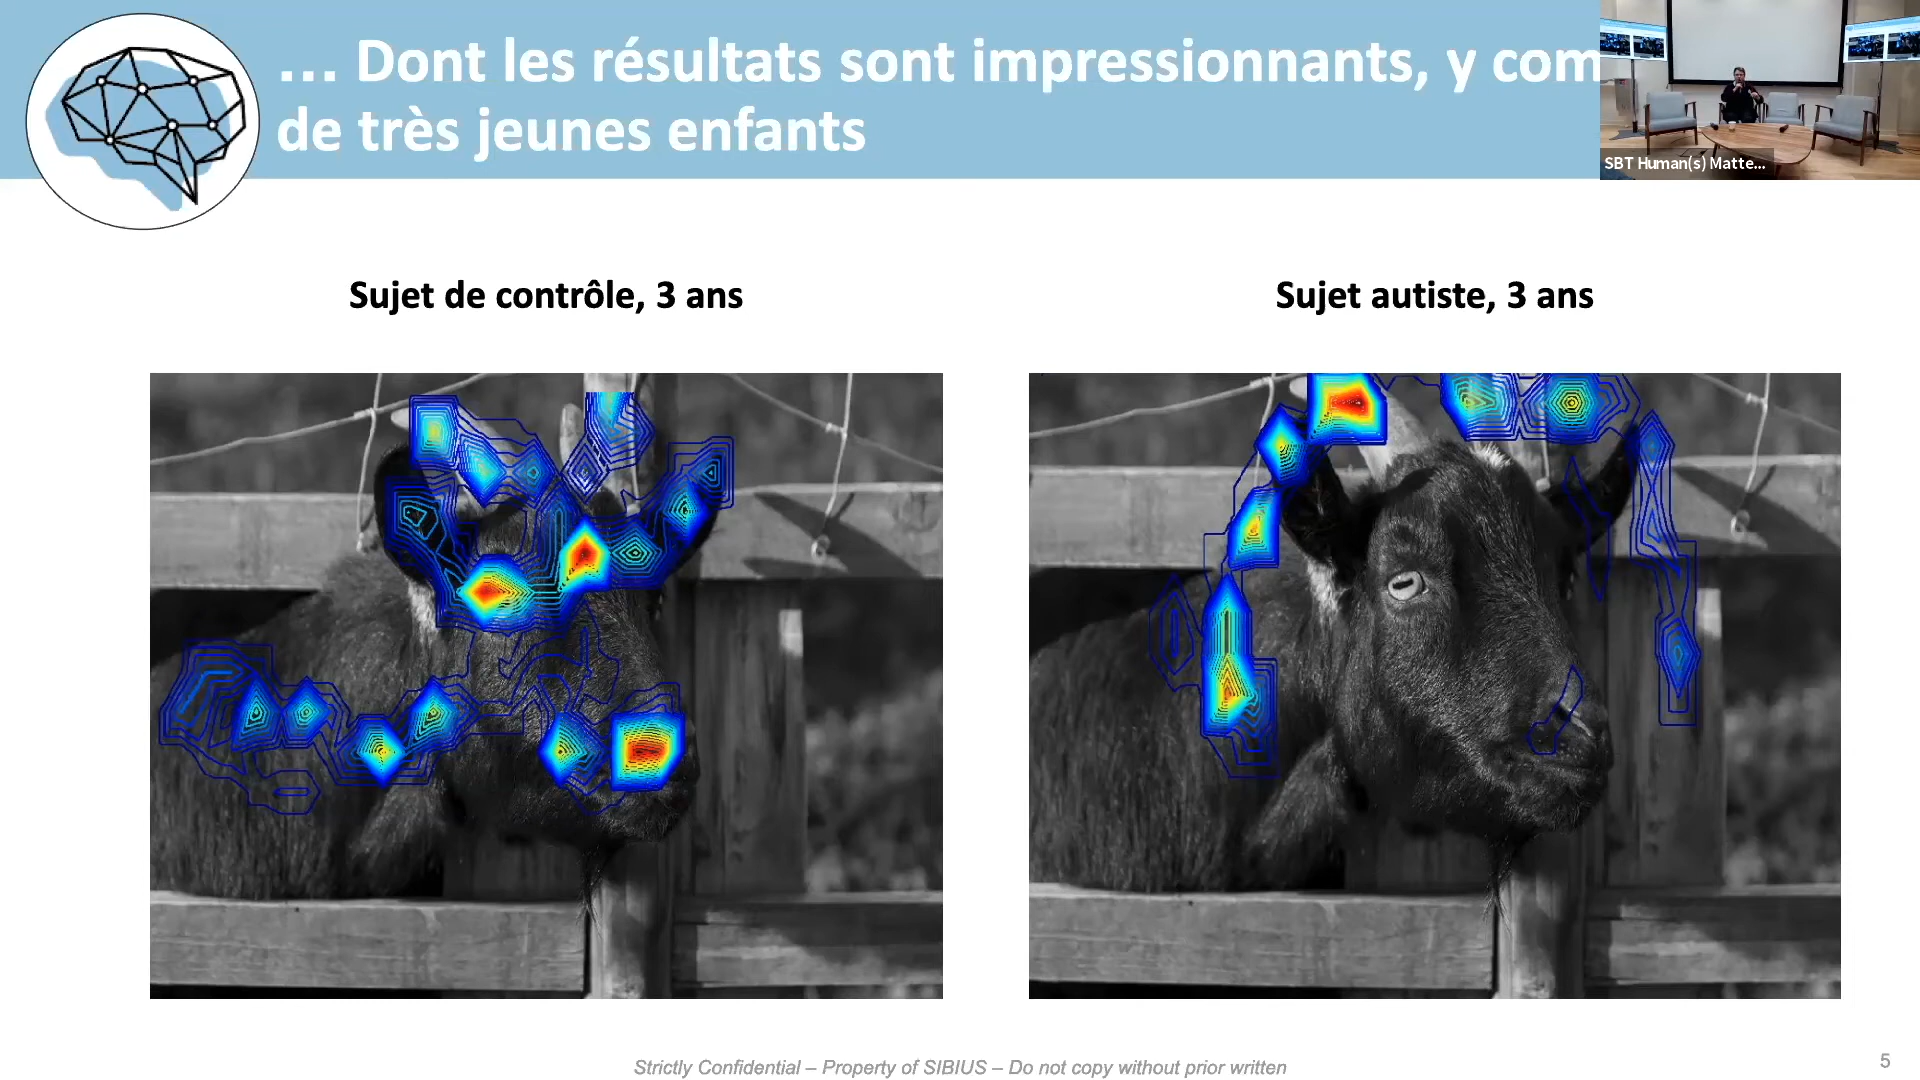 ... Dont les résultats sont impressionnants, y com
de très jeunes enfants
SBT Human(s) Matte...
Sujet de contrôle, 3 ans
Sujet autiste, 3 ans
Strictly Confidential – Property of SIBIUS – Do not copy without prior written
5